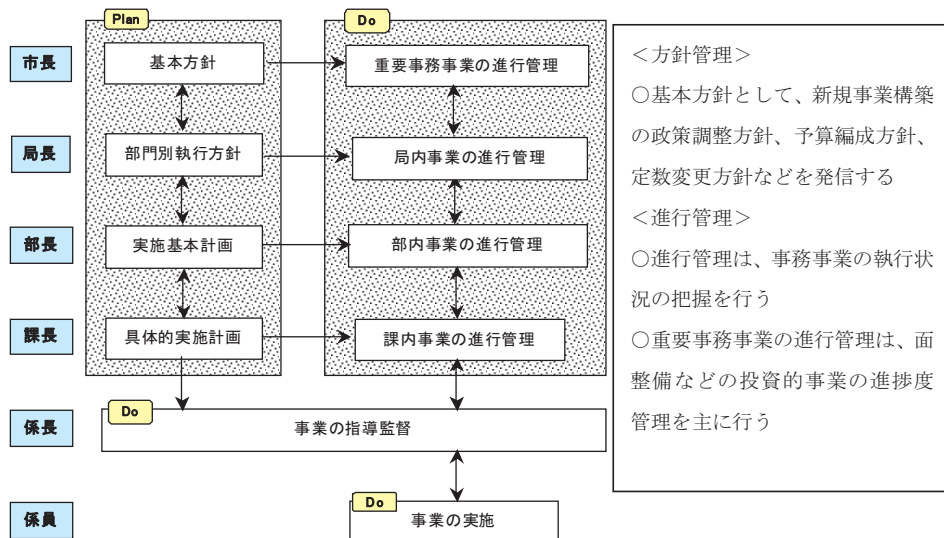 Plan
Do
市長
基本方針
重要事務事業の進行管理
局長
部門別執行方針
局内事業の進行管理
部長
実施基本計画
部内事業の進行管理
課長
具体的実施計画
課内事業の進行管理
Do
係長
事業の指導監督
Do
係員
事業の実施
<方針管理>
○基本方針として、新規事業構築
の政策調整方針、予算編成方針、
定数変更方針などを発信する
<進行管理>
○進行管理は、事務事業の執行状
況の把握を行う
○重要事務事業の進行管理は、面
整備などの投資的事業の進捗度
管理を主に行う